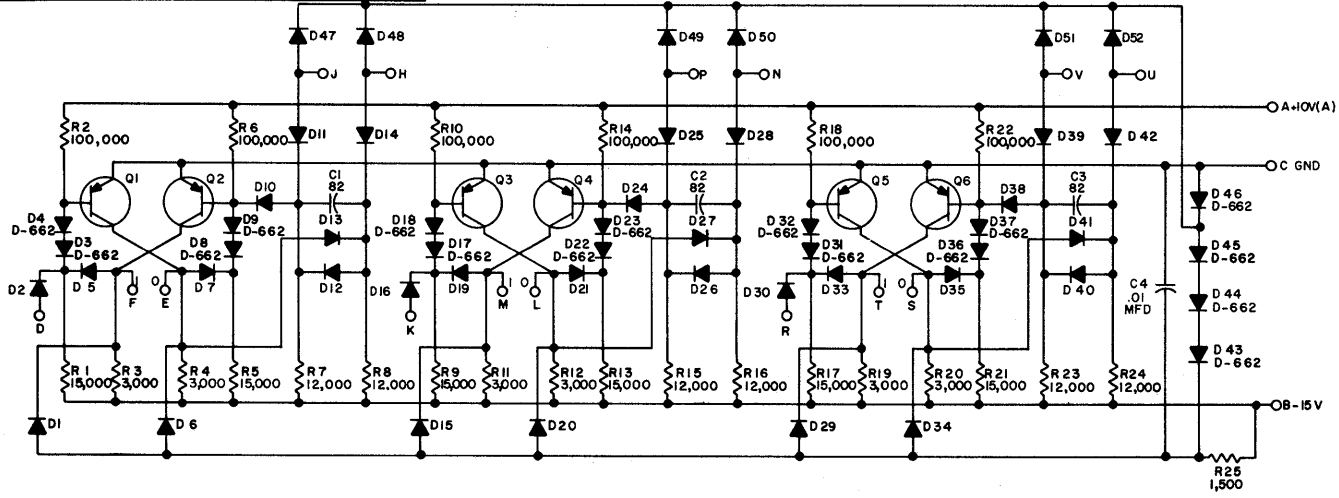 D47
D48
D49
D50
D51
D52
J
H
P
N
V
U
A+10V(A)
R2
100,000
R6
100,000
D11
D14
R10
100,000
R14
100,000
D25
D28
R18
100,000
R22
100,000
D39
D42
C GND
Q1
Q2
D10
C1
82
Q3
Q4
D24
C2
82
Q5
Q6
D38
C3
82
D46
D4
D-662
D9
D-662
D13
D18
D-662
D23
D-662
D27
D32
D-662
D37
D-662
D41
D3
D-662
D8
D-662
D17
D-662
D22
D-662
D31
D-662
D36
D-662
D45
D-662
D2
D5
D7
D12
D16
D19
D21
D26
D30
D33
D35
D40
1
F
0
E
1
M
0
L
1
T
0
S
D
K
R
C4
.01
MFD
D44
D-662
D43
D-662
R1
15,000
R3
3,000
R4
3,000
R5
15,000
R7
12,000
R8
12,000
R9
15,000
R11
3,000
R12
3,000
R13
15,000
R15
12,000
R16
12,000
R17
15,000
R19
3,000
R20
3,000
R21
15,000
R23
12,000
R24
12,000
B-15V
D1
D6
D15
D20
D29
D34
R25
1,500